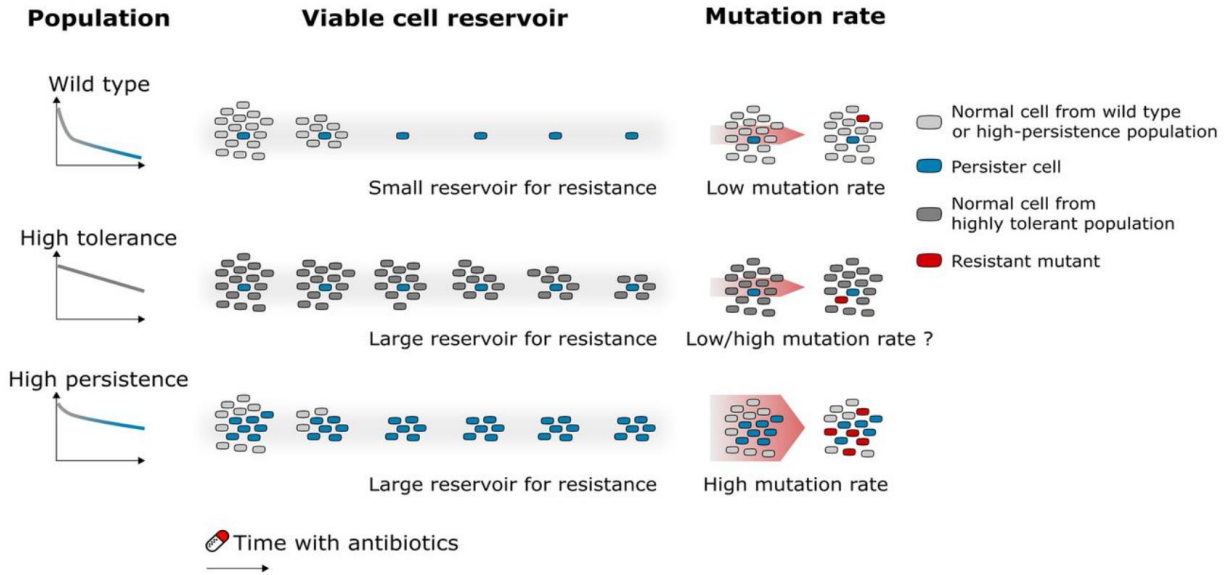 Population
Viable cell reservoir
Mutation rate
Wild type
Small reservoir for resistance
Low mutation rate
High tolerance
Large reservoir for resistance
Low/high mutation rate ?
High persistence
Large reservoir for resistance
High mutation rate
Normal cell from wild type
or high-persistence population
Persister cell
Normal cell from
highly tolerant population
Resistant mutant
Time with antibiotics